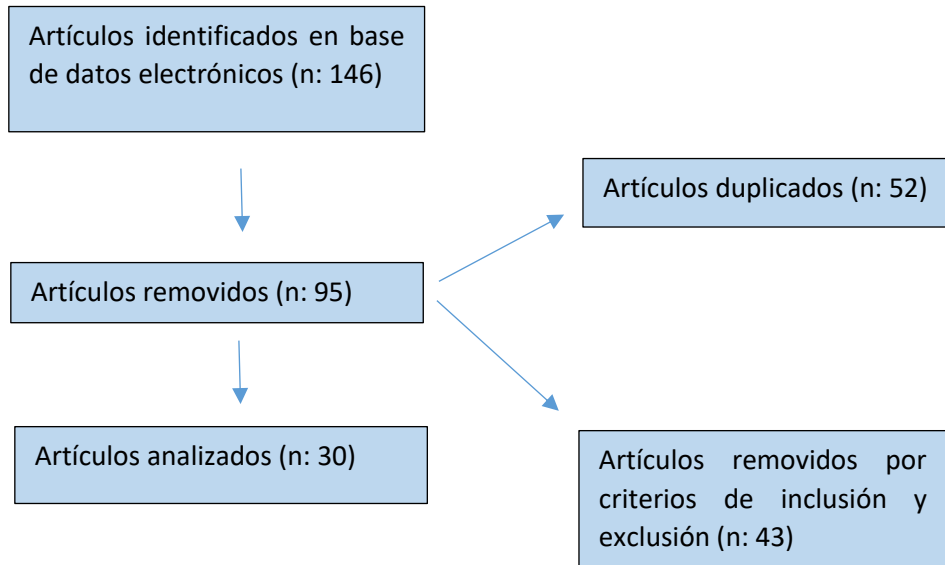 Artículos identificados en base
de datos electrónicos (n: 146)
Artículos duplicados (n: 52)
Artículos removidos (n: 95)
Artículos analizados (n: 30)
Artículos removidos por
criterios de inclusión y
exclusión (n: 43)